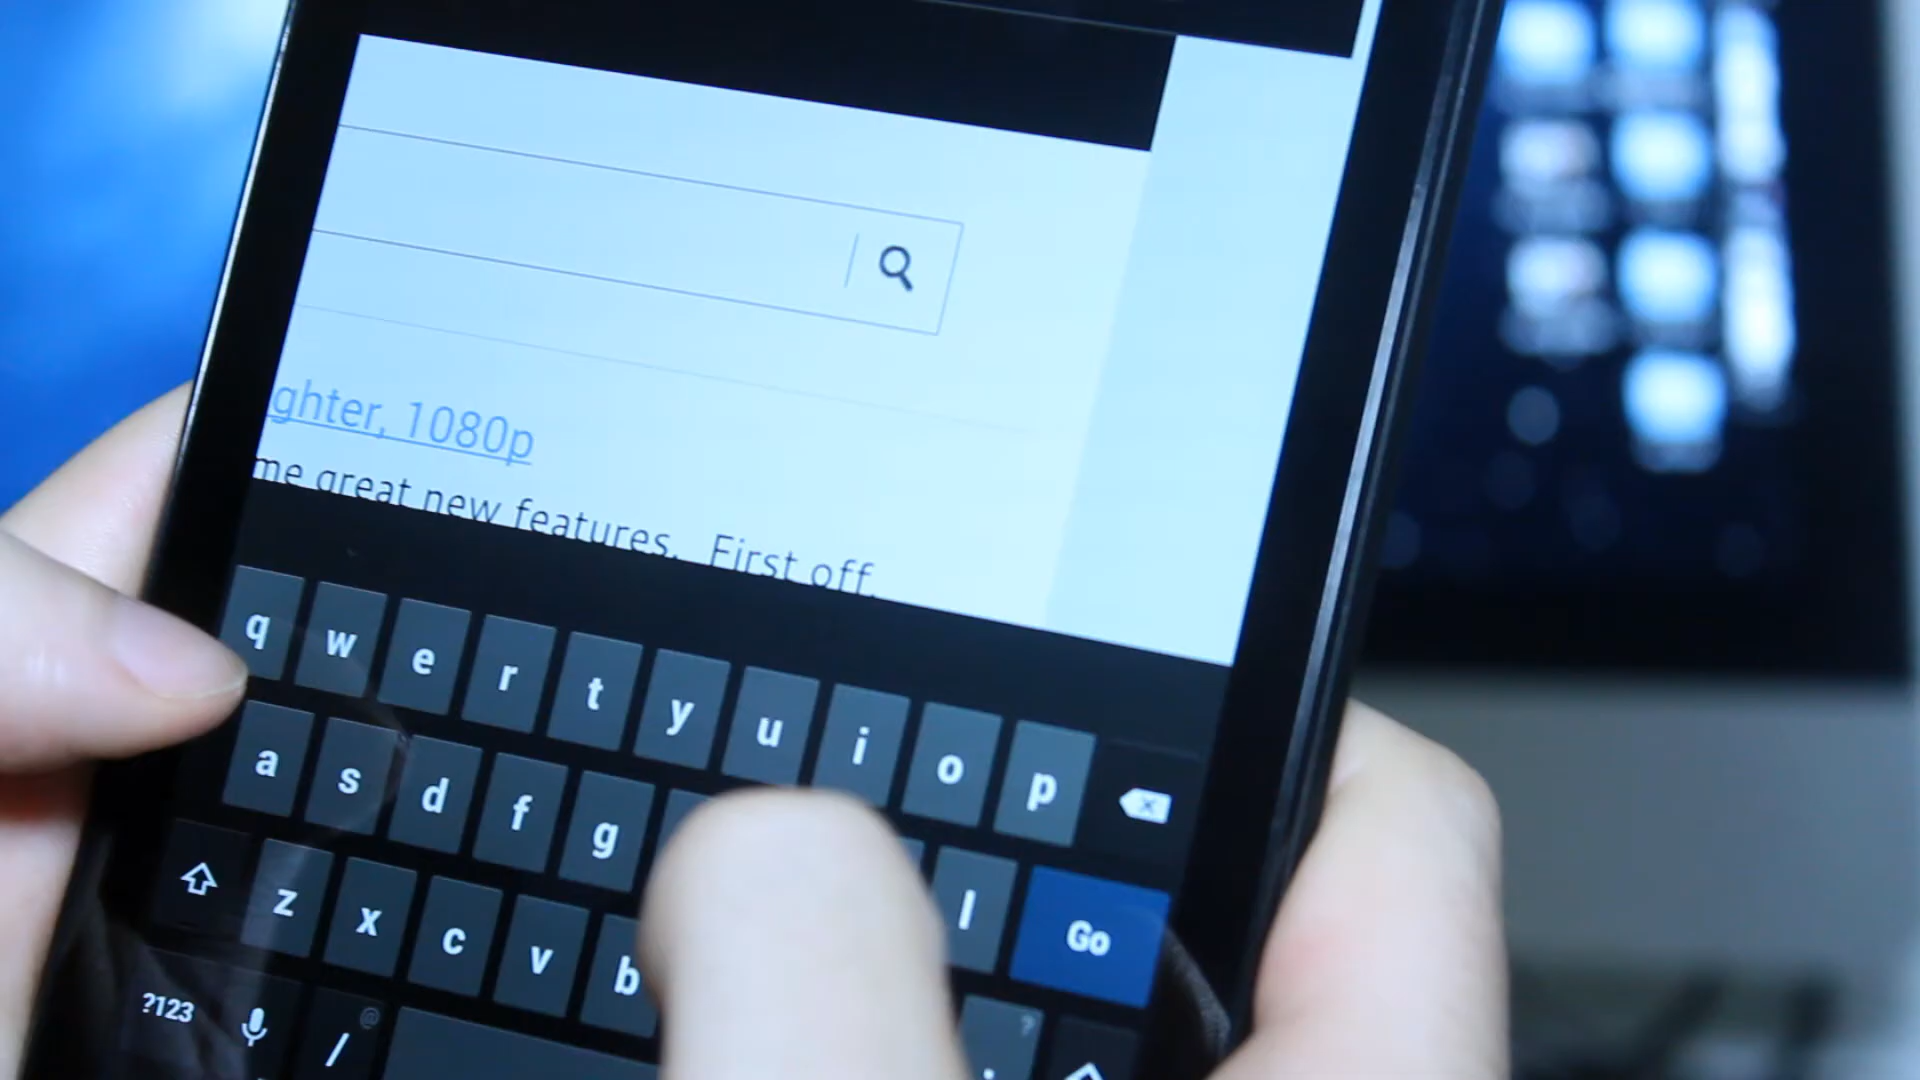 ghter, 1080p
me great new features. First off,
q w e r t y u i o p
a s d f g l Go
z x c v b
?123 / @ ? .